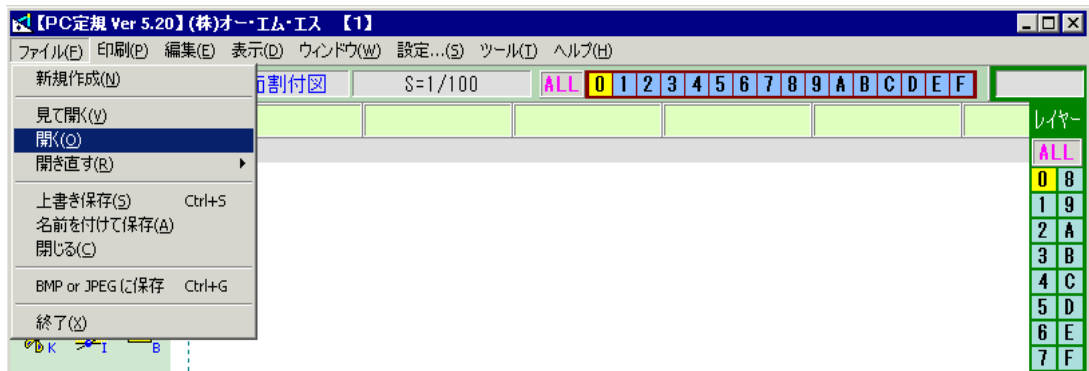 【PC定規 Ver 5.20】(株)オー・エム・エス 【1】
ファイル(F) 印刷(P) 編集(E) 表示(D) ウィンドウ(W) 設定...(S) ツール(T) ヘルプ(H)
新規作成(N)
割付図 S=1/100 ALL 0 1 2 3 4 5 6 7 8 9 A B C D E F
見て開く(V)
開く(O)
開き直す(R)
上書き保存(S) Ctrl+S
名前を付けて保存(A)
閉じる(C)
BMP or JPEG に保存 Ctrl+G
終了(X)
K I B
レイヤー
ALL
0 8
1 9
2 A
3 B
4 C
5 D
6 E
7 F